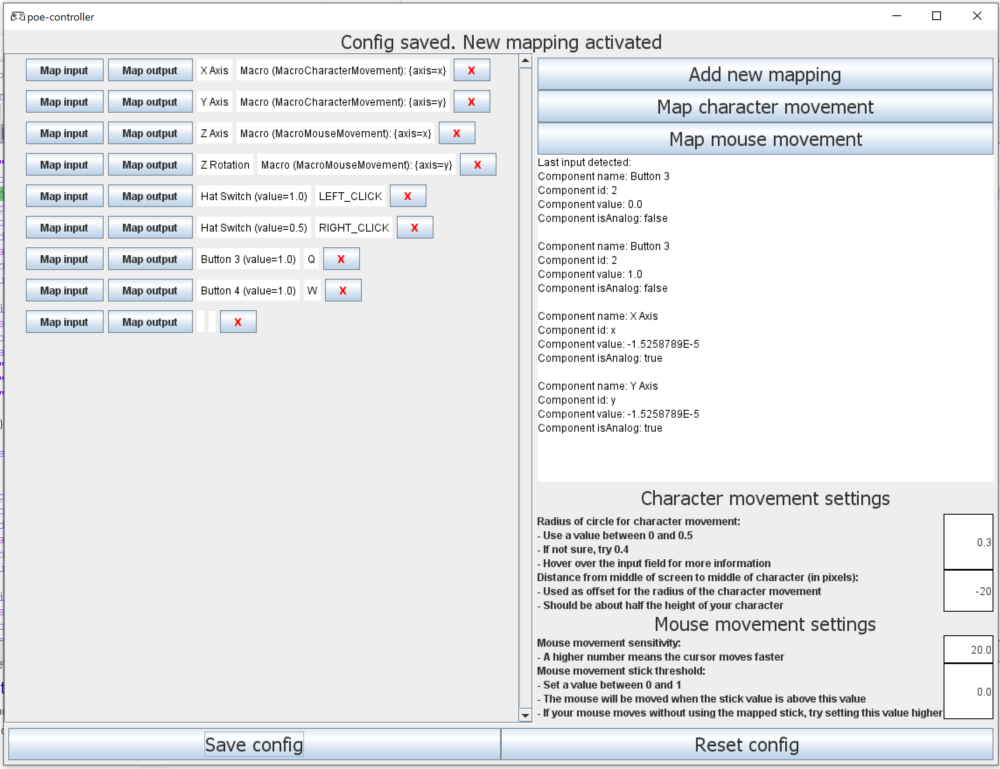 poe-controller
Config saved. New mapping activated
Map input Map output X Axis Macro (MacroCharacterMovement): {axis=x} X
Map input Map output Y Axis Macro (MacroCharacterMovement): {axis=y} X
Map input Map output Z Axis Macro (MacroMouseMovement): {axis=x} X
Map input Map output Z Rotation Macro (MacroMouseMovement): {axis=y} X
Map input Map output Hat Switch (value=1.0) LEFT_CLICK X
Map input Map output Hat Switch (value=0.5) RIGHT_CLICK X
Map input Map output Button 3 (value=1.0) Q X
Map input Map output Button 4 (value=1.0) W X
Map input Map output X
Add new mapping
Map character movement
Map mouse movement
Last input detected:
Component name: Button 3
Component id: 2
Component value: 0.0
Component isAnalog: false
Component name: Button 3
Component id: 2
Component value: 1.0
Component isAnalog: false
Component name: X Axis
Component id: x
Component value: -1.5258789E-5
Component isAnalog: true
Component name: Y Axis
Component id: y
Component value: -1.5258789E-5
Component isAnalog: true
Character movement settings
Radius of circle for character movement:
- Use a value between 0 and 0.5
- If not sure, try 0.4
- Hover over the input field for more information
0.3
Distance from middle of screen to middle of character (in pixels):
- Used as offset for the radius of the character movement
- Should be about half the height of your character
-20
Mouse movement settings
Mouse movement sensitivity:
- A higher number means the cursor moves faster
20.0
Mouse movement stick threshold:
- Set a value between 0 and 1
- The mouse will be moved when the stick value is above this value
- If your mouse moves without using the mapped stick, try setting this value higher
0.0
Save config
Reset config